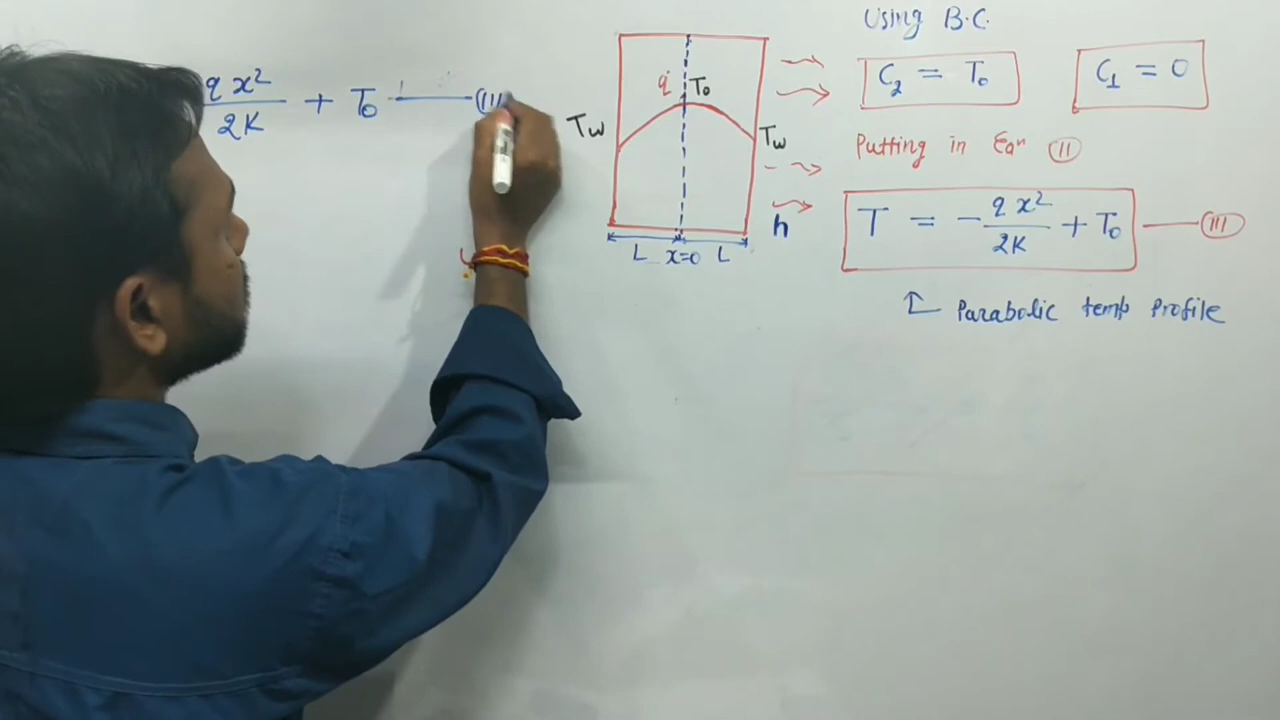 q x² / 2K + T₀ —— (III
Tw q̇ T₀ Tw
h
L x=0 L
Using B.C.
C₂ = T₀ C₁ = 0
Putting in Eqⁿ (II)
T = - q x² / 2K + T₀ —— (III)
Parabolic temp Profile